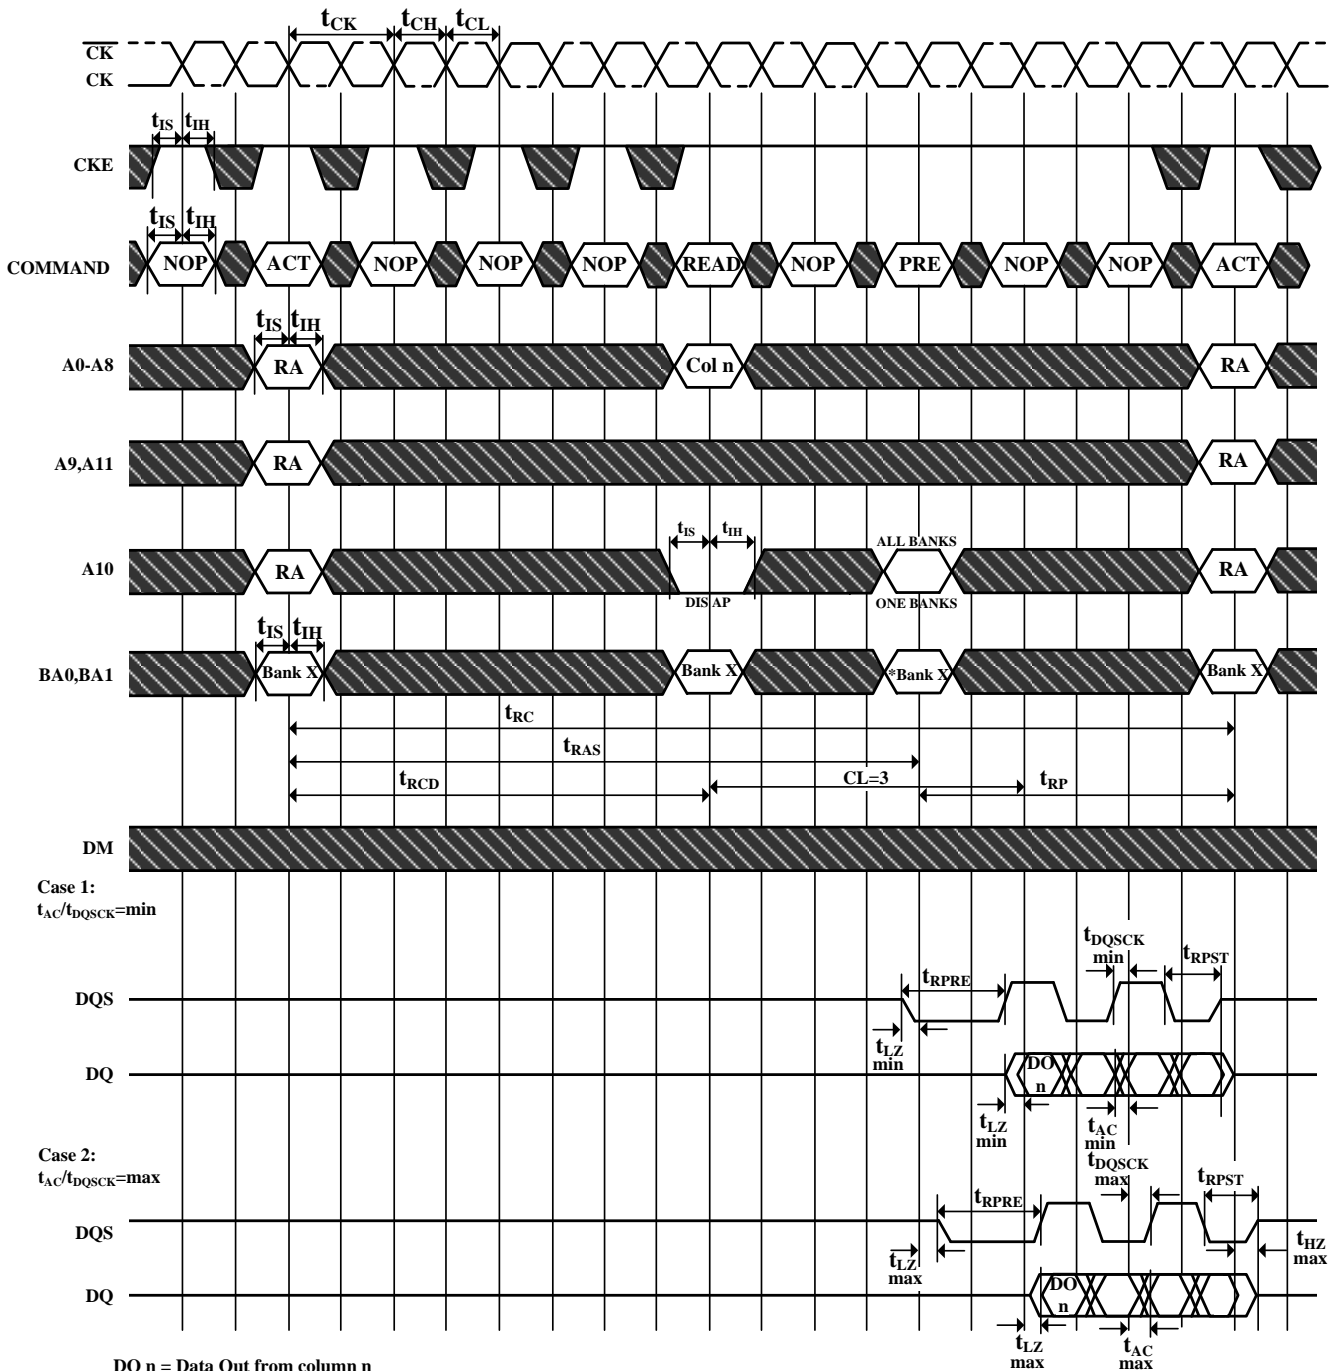 tCK tCH tCL
CK
CK
tIS tIH
CKE
tIS tIH
COMMAND NOP ACT NOP NOP NOP READ NOP PRE NOP NOP ACT
tIS tIH
A0-A8 RA Col n RA
A9,A11 RA RA
tIS tIH ALL BANKS
A10 RA RA
DIS AP ONE BANKS
tIS tIH
BA0,BA1 Bank X Bank X *Bank X Bank X
tRC
tRAS
tRCD CL=3 tRP
DM
Case 1:
tAC/tDQSCK=min
tDQSCK
min
tRPRE tRPST
DQS
tLZ
min
DQ DO
n
tLZ
min
tAC
min
Case 2:
tAC/tDQSCK=max
tDQSCK
max
tRPRE tRPST
DQS
tLZ
max
tHZ
max
DQ DO
n
tLZ
max
tAC
max
DO n = Data Out from column n